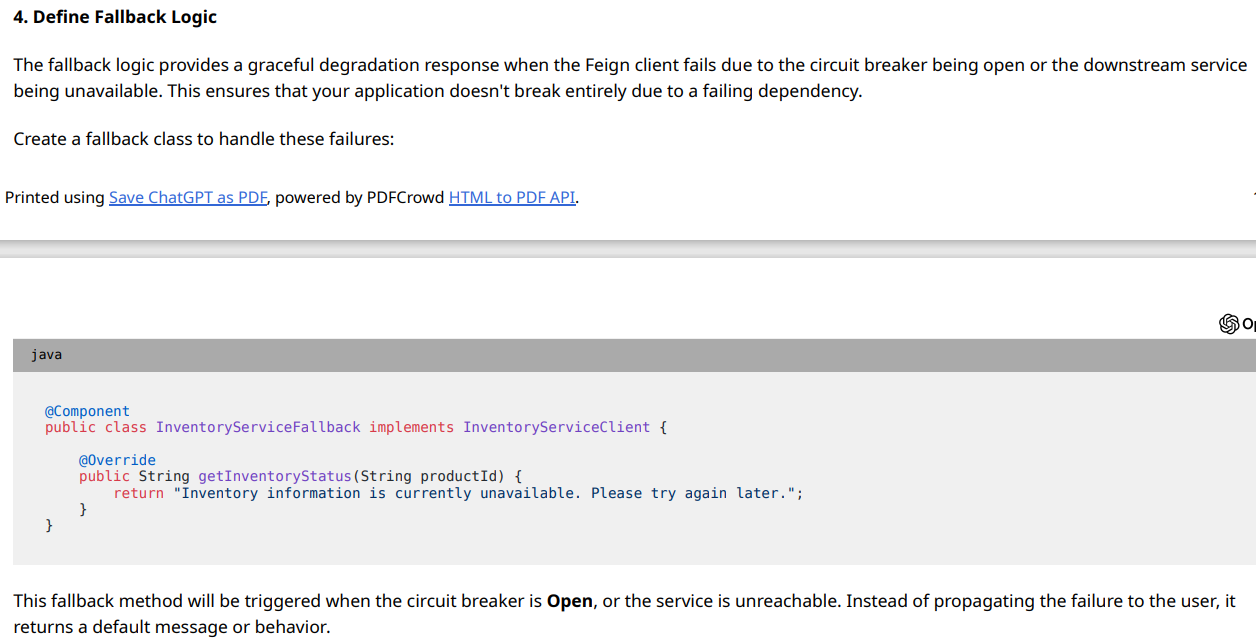 4. Define Fallback Logic
The fallback logic provides a graceful degradation response when the Feign client fails due to the circuit breaker being open or the downstream service
being unavailable. This ensures that your application doesn't break entirely due to a failing dependency.
Create a fallback class to handle these failures:
Printed using Save ChatGPT as PDF, powered by PDFCrowd HTML to PDF API.
java
@Component
public class InventoryServiceFallback implements InventoryServiceClient {
@Override
public String getInventoryStatus(String productId) {
return "Inventory information is currently unavailable. Please try again later.";
}
}
This fallback method will be triggered when the circuit breaker is Open, or the service is unreachable. Instead of propagating the failure to the user, it
returns a default message or behavior.